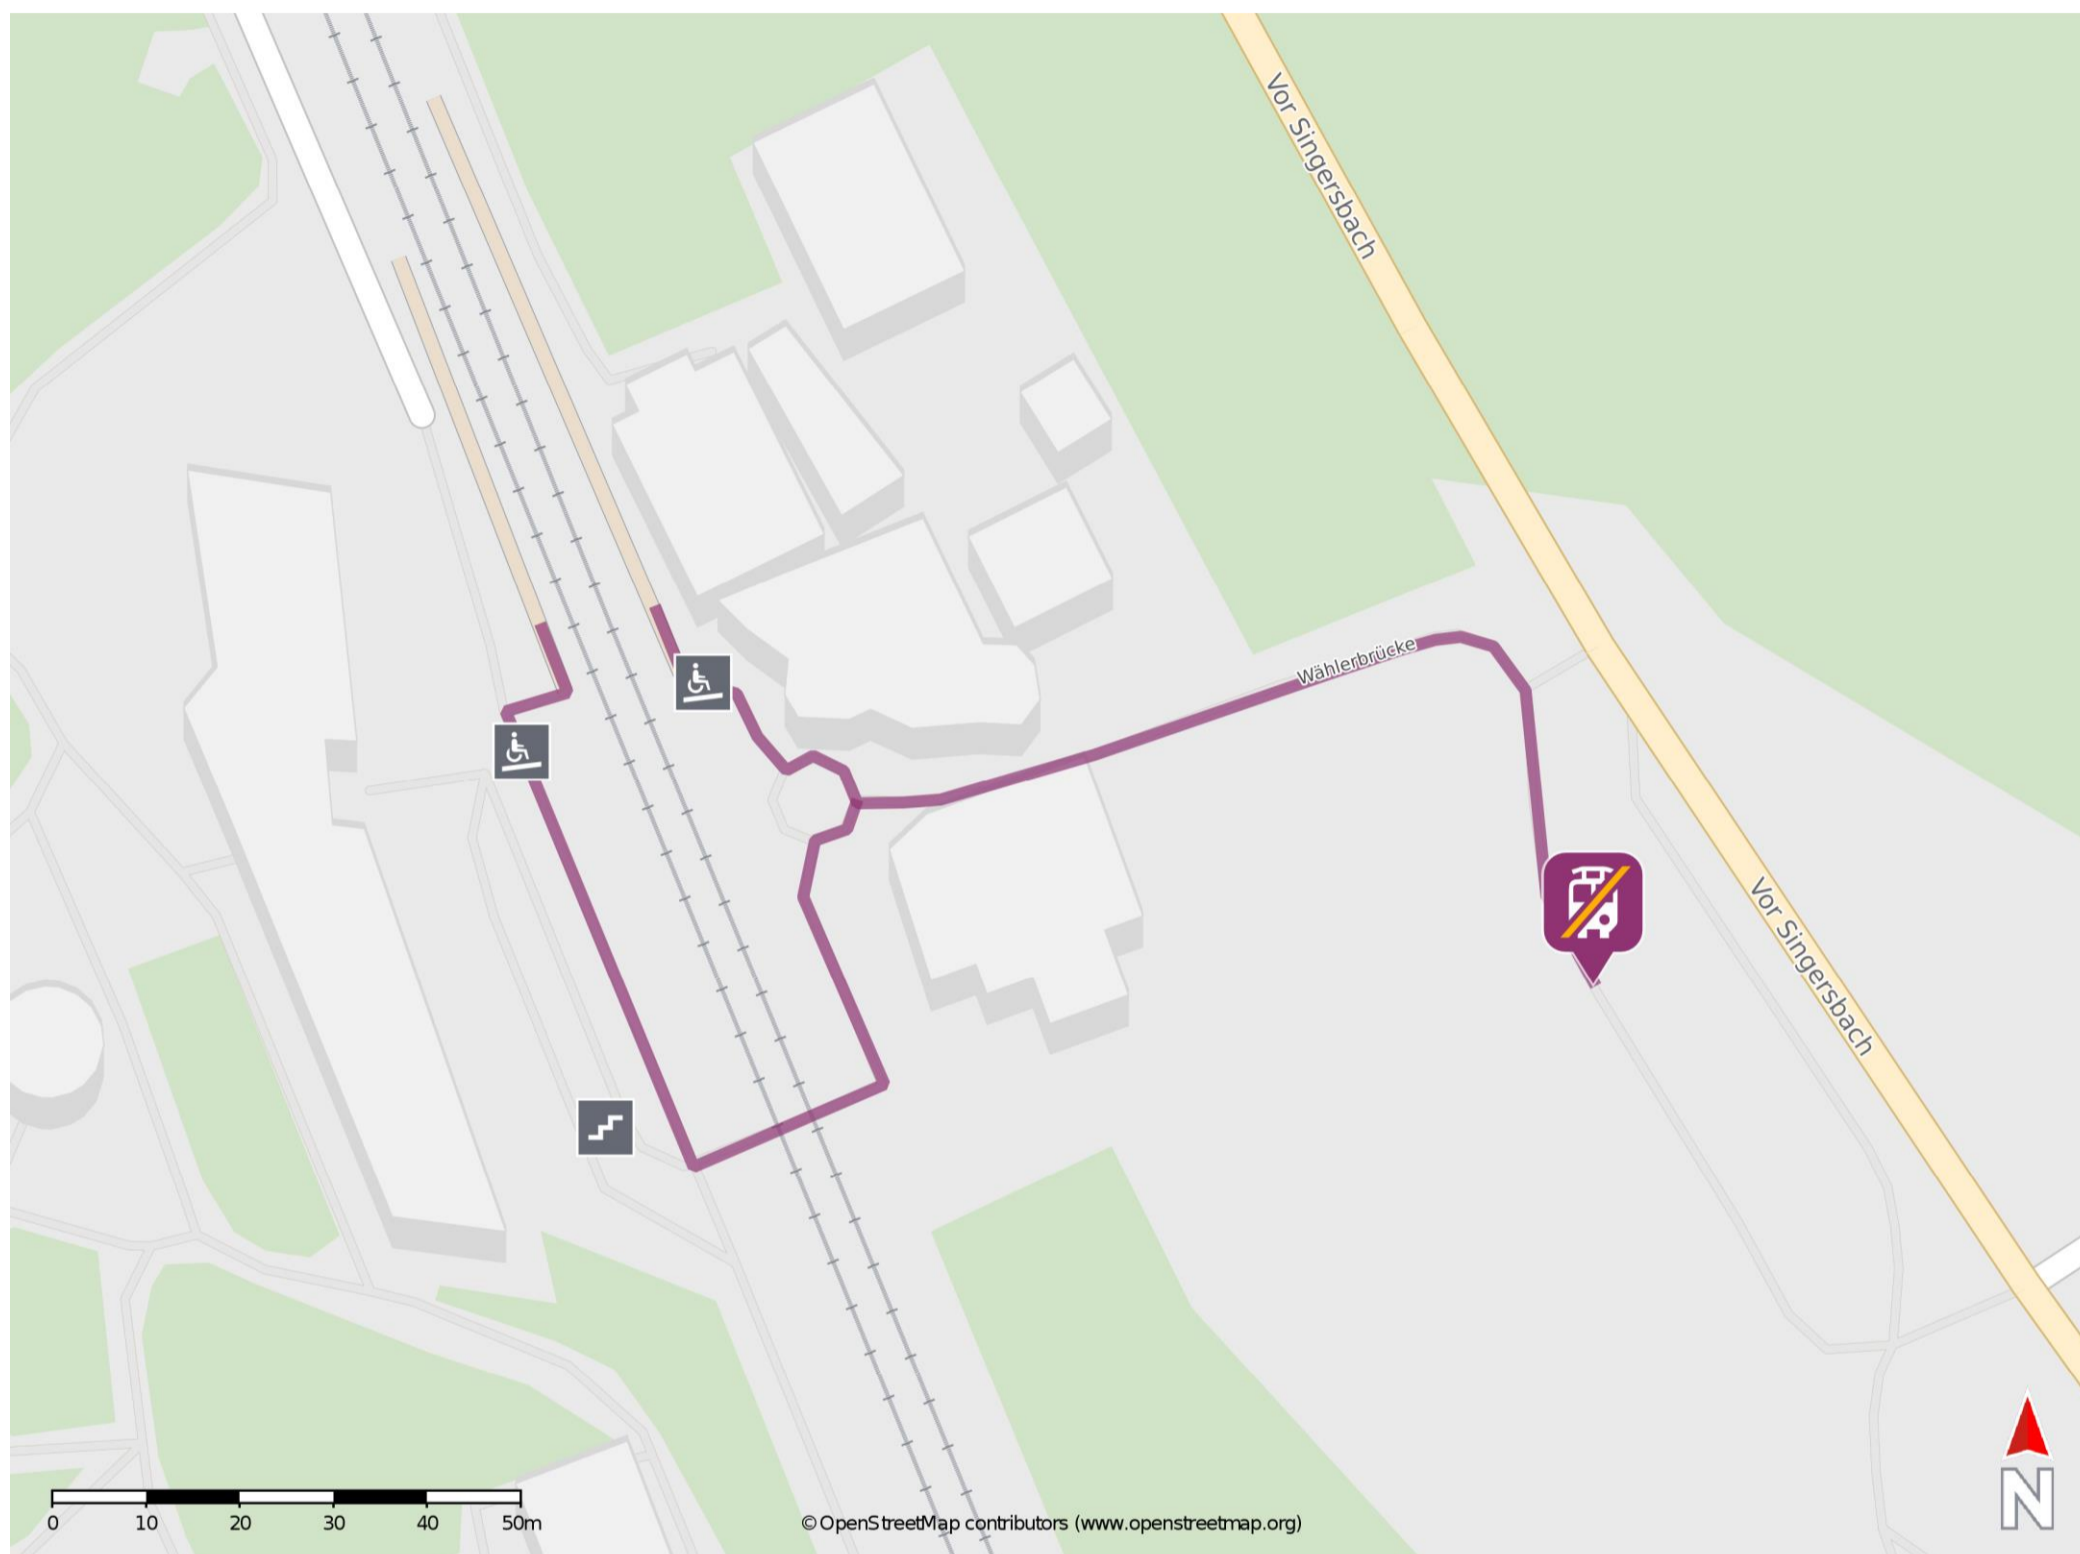 Vor Singersbach
Wählerbrücke
Vor Singersbach
0 10 20 30 40 50m
©OpenStreetMap contributors (www.openstreetmap.org)
N